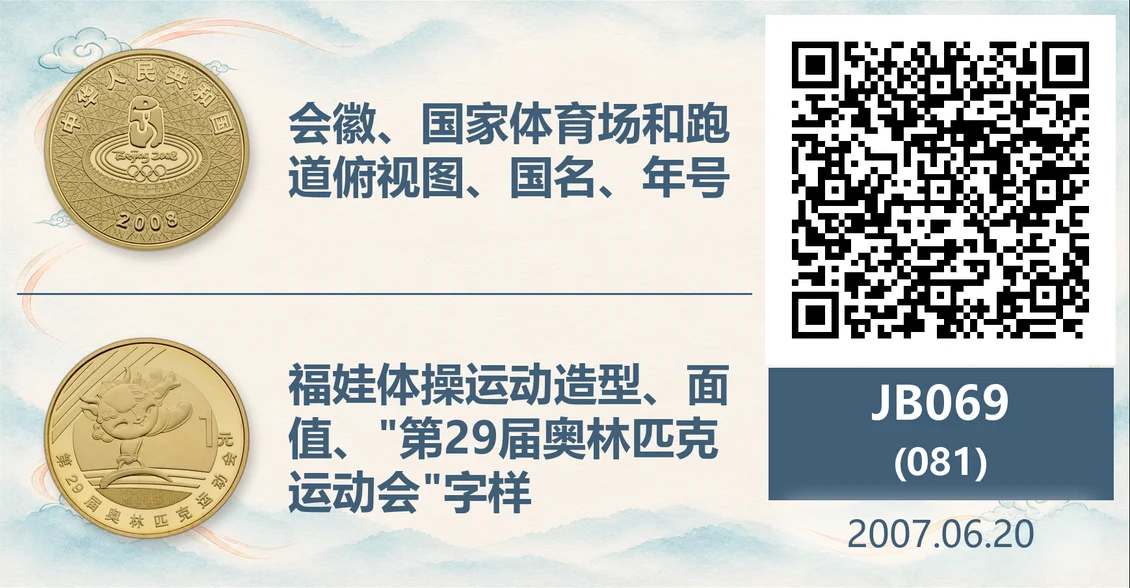 中华人民共和国
Beijing 2008
2008
会徽、国家体育场和跑
道俯视图、国名、年号
1元
第29届奥林匹克运动会
福娃体操运动造型、面
值、"第29届奥林匹克
运动会"字样
JB069
(081)
2007.06.20